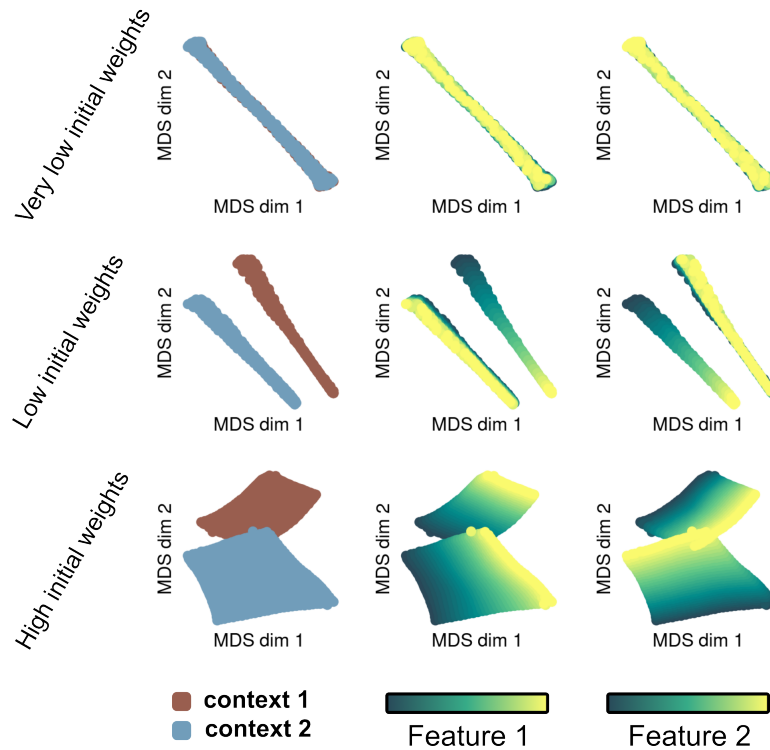 Very low initial weights
MDS dim 2
MDS dim 1
MDS dim 2
MDS dim 1
MDS dim 2
MDS dim 1
Low initial weights
MDS dim 2
MDS dim 1
MDS dim 2
MDS dim 1
MDS dim 2
MDS dim 1
High initial weights
MDS dim 2
MDS dim 1
MDS dim 2
MDS dim 1
MDS dim 2
MDS dim 1
context 1
context 2
Feature 1
Feature 2